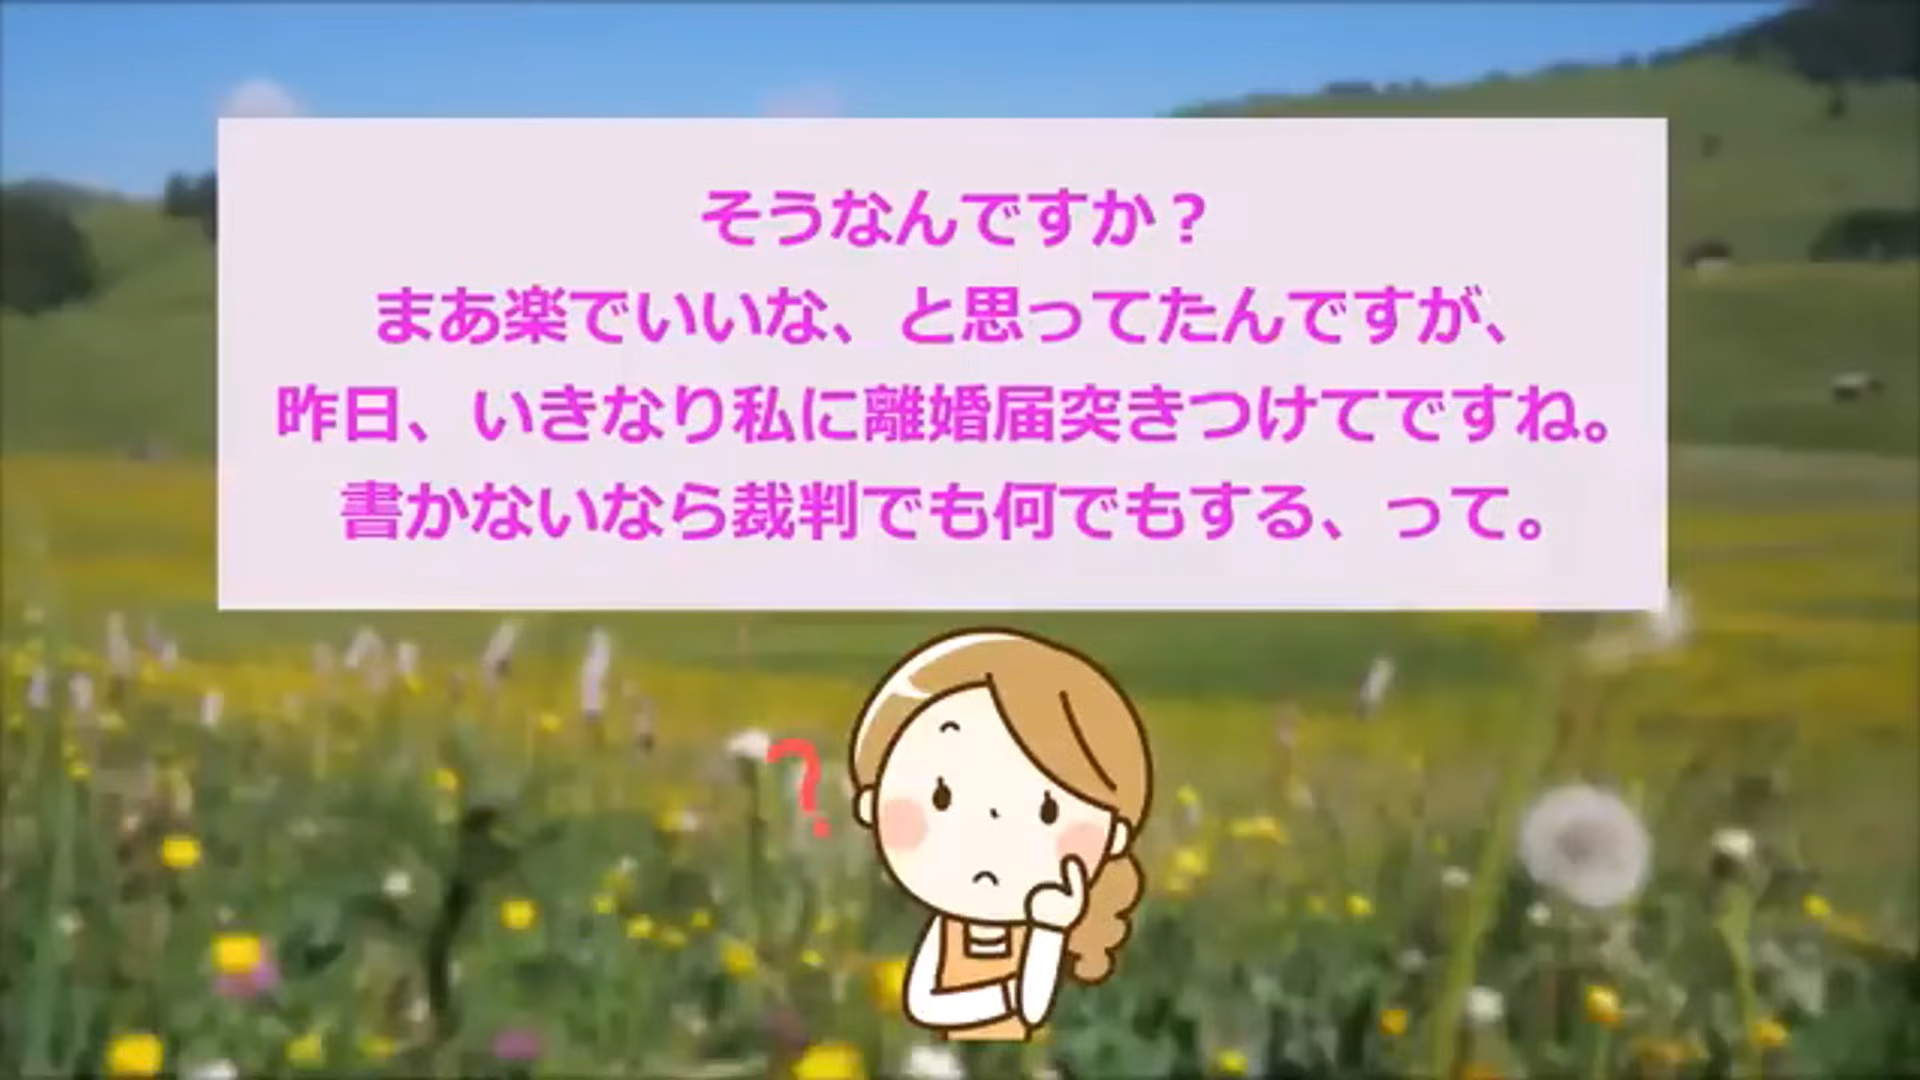 そうなんですか？
まあ楽でいいな、と思ってたんですが、
昨日、いきなり私に離婚届突きつけてですね。
書かないなら裁判でも何でもする、って。
?